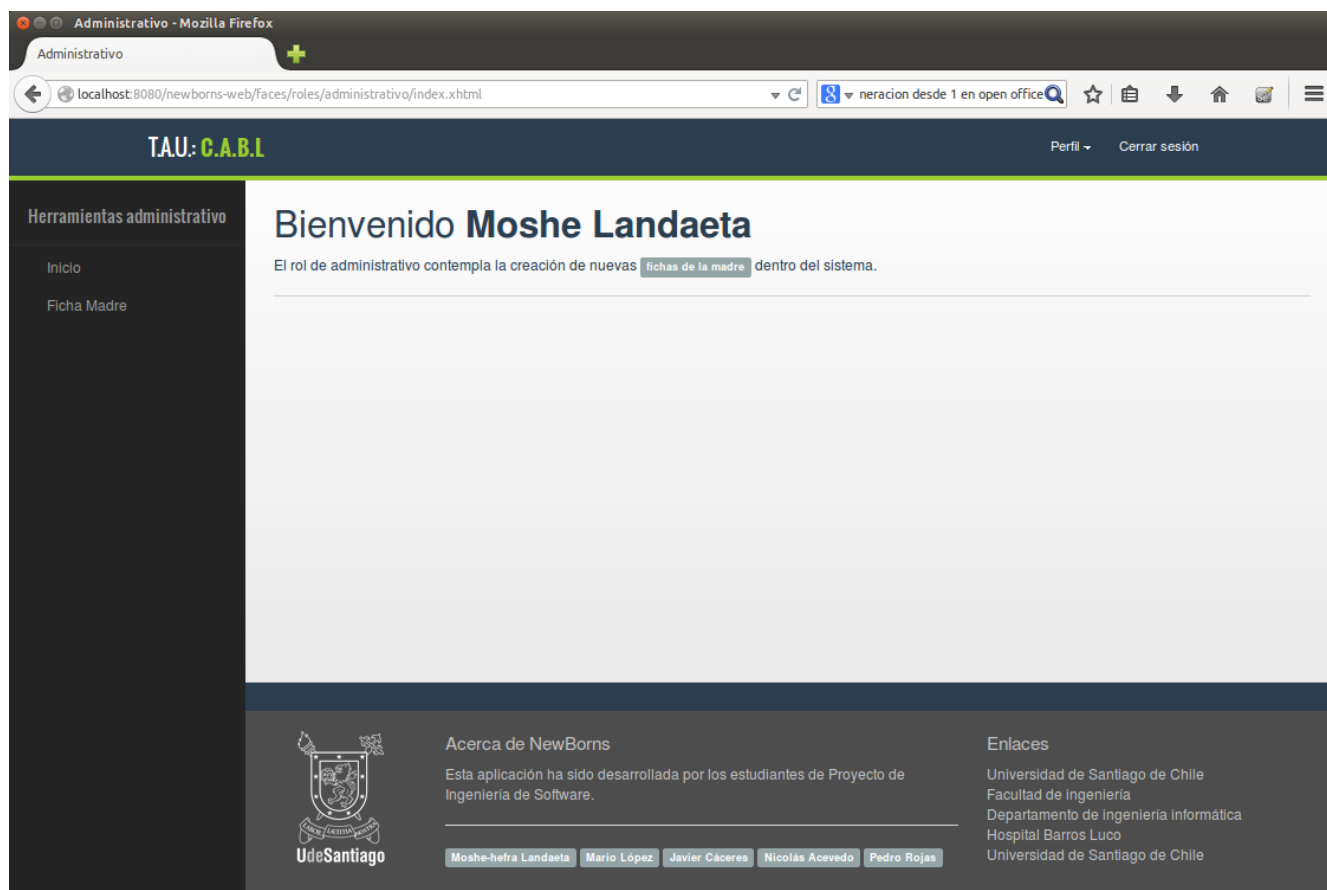 Administrativo - Mozilla Firefox
Administrativo
localhost:8080/newborns-web/faces/roles/administrativo/index.xhtml
neracion desde 1 en open office
T.A.U.: C.A.B.L
Perfil
Cerrar sesión
Herramientas administrativo
Inicio
Ficha Madre
Bienvenido Moshe Landaeta
El rol de administrativo contempla la creación de nuevas fichas de la madre dentro del sistema.
LABOR LÆTITIA NOSTRA
UdeSantiago
Acerca de NewBorns
Esta aplicación ha sido desarrollada por los estudiantes de Proyecto de
Ingeniería de Software.
Moshe-hefra Landaeta Mario López Javier Cáceres Nicolás Acevedo Pedro Rojas
Enlaces
Universidad de Santiago de Chile
Facultad de ingeniería
Departamento de ingeniería informática
Hospital Barros Luco
Universidad de Santiago de Chile